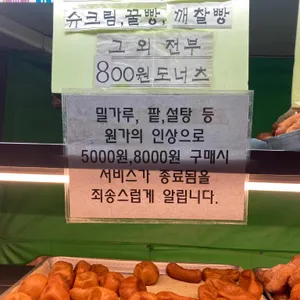 슈크림,꿀빵, 깨찰빵
그 외 전부
800원도너츠
밀가루, 팥,설탕 등
원가의 인상으로
5000원,8000원 구매시
서비스가 종료됨을
죄송스럽게 알립니다.